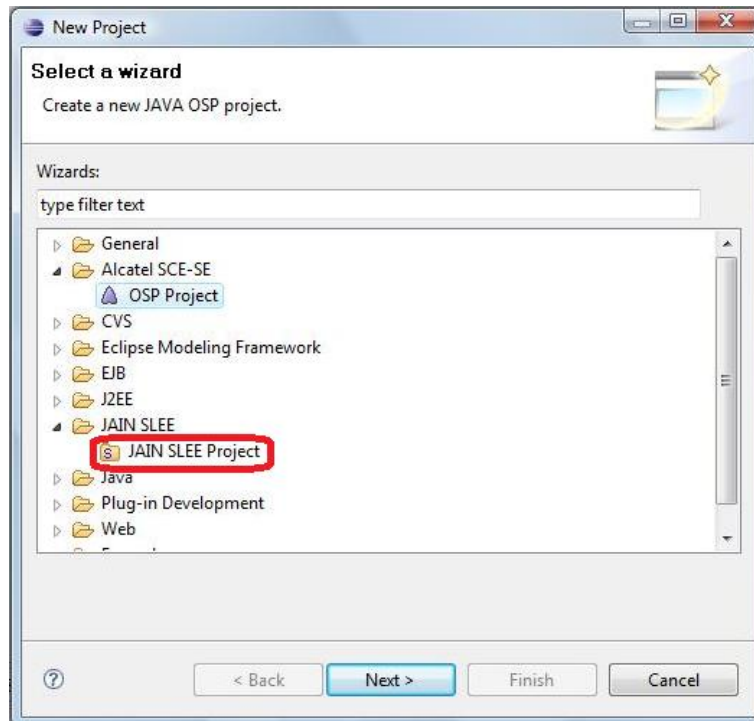 New Project
Select a wizard
Create a new JAVA OSP project.
Wizards:
type filter text
General
Alcatel SCE-SE
OSP Project
CVS
Eclipse Modeling Framework
EJB
J2EE
JAIN SLEE
S JAIN SLEE Project
Java
Plug-in Development
Web
? < Back Next > Finish Cancel